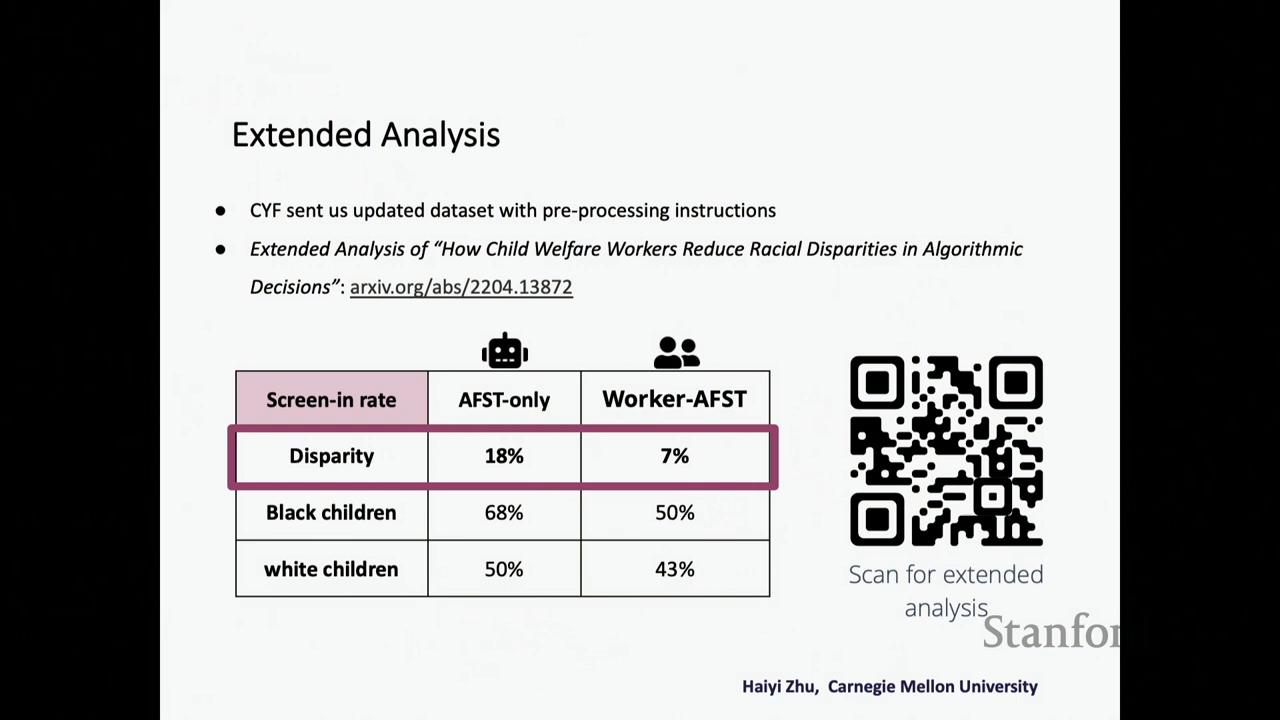 Extended Analysis
● CYF sent us updated dataset with pre-processing instructions
● Extended Analysis of “How Child Welfare Workers Reduce Racial Disparities in Algorithmic
Decisions”: arxiv.org/abs/2204.13872
Screen-in rate AFST-only Worker-AFST
Disparity 18% 7%
Black children 68% 50%
white children 50% 43%
Scan for extended
analysis
Stanfor
Haiyi Zhu, Carnegie Mellon University